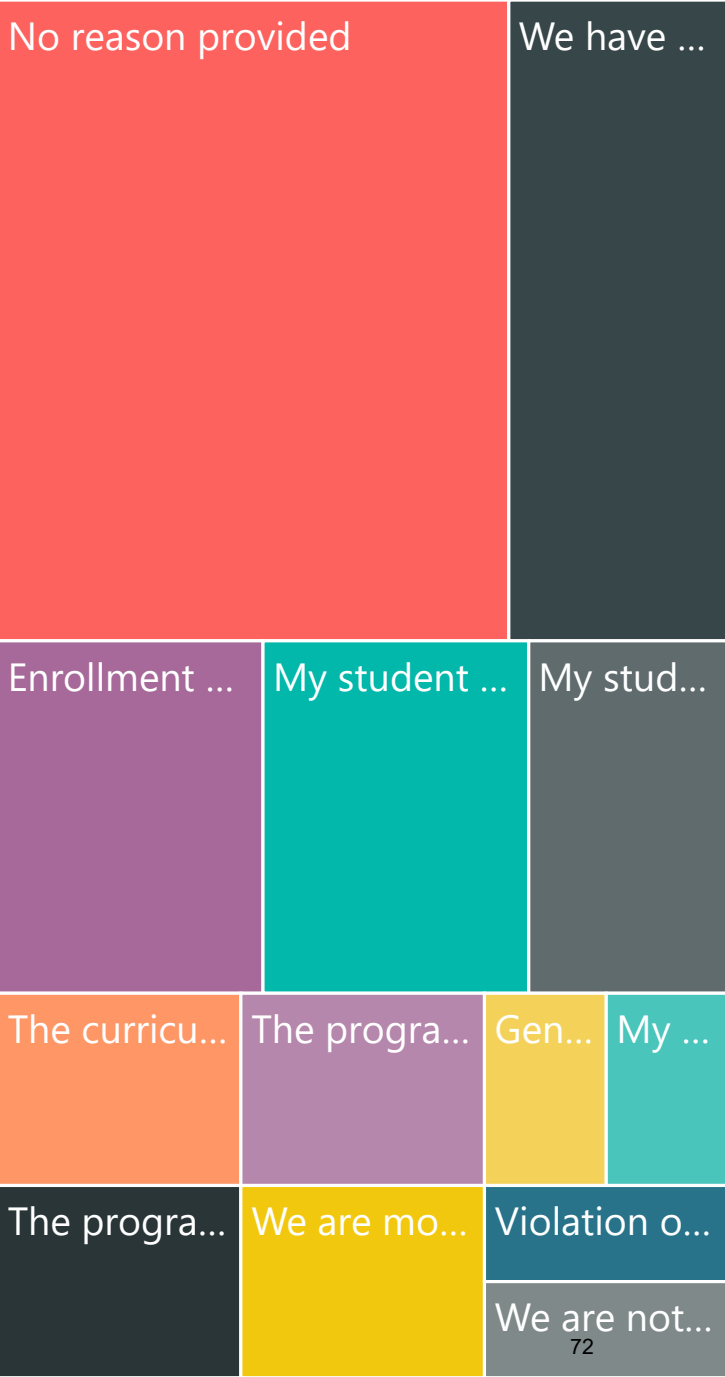 No reason provided
We have ...
Enrollment ...
My student ...
My stud...
The curricu...
The progra...
Gen...
My ...
The progra...
We are mo...
Violation o...
We are not...
72